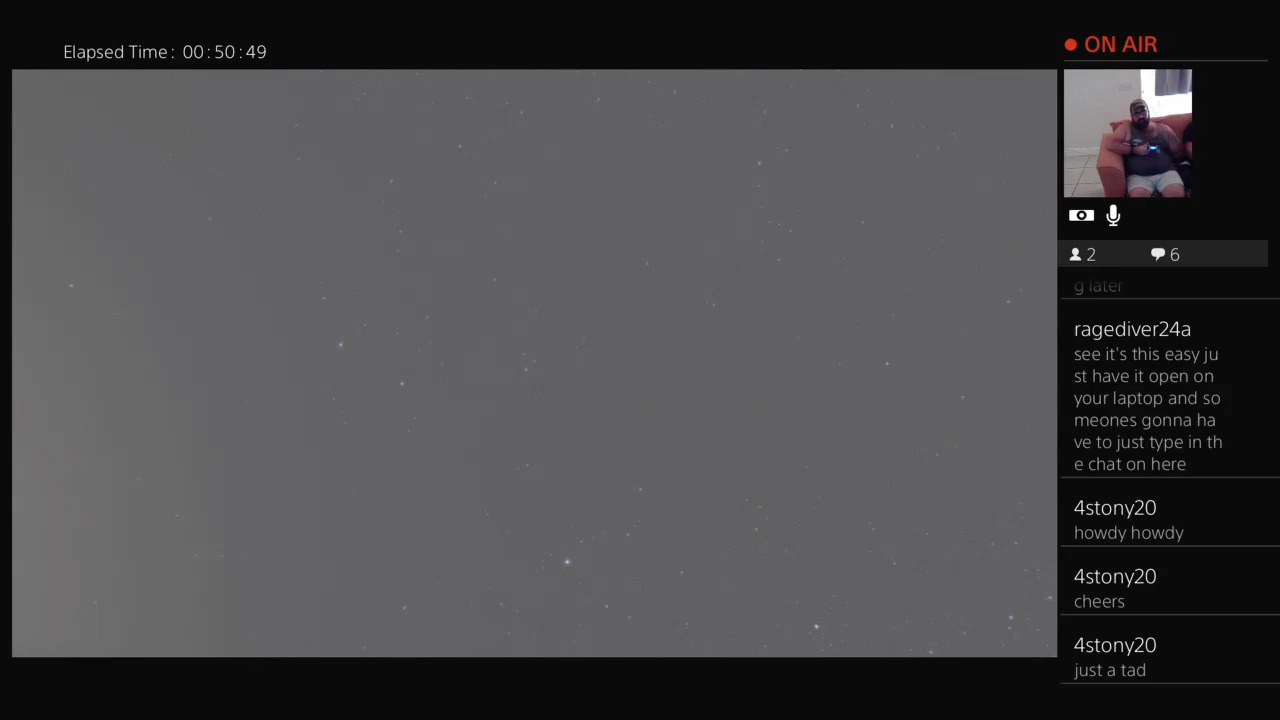 Elapsed Time: 00:50:49
ON AIR
2 6
g later
ragediver24a
see it's this easy ju
st have it open on
your laptop and so
meones gonna ha
ve to just type in th
e chat on here
4stony20
howdy howdy
4stony20
cheers
4stony20
just a tad